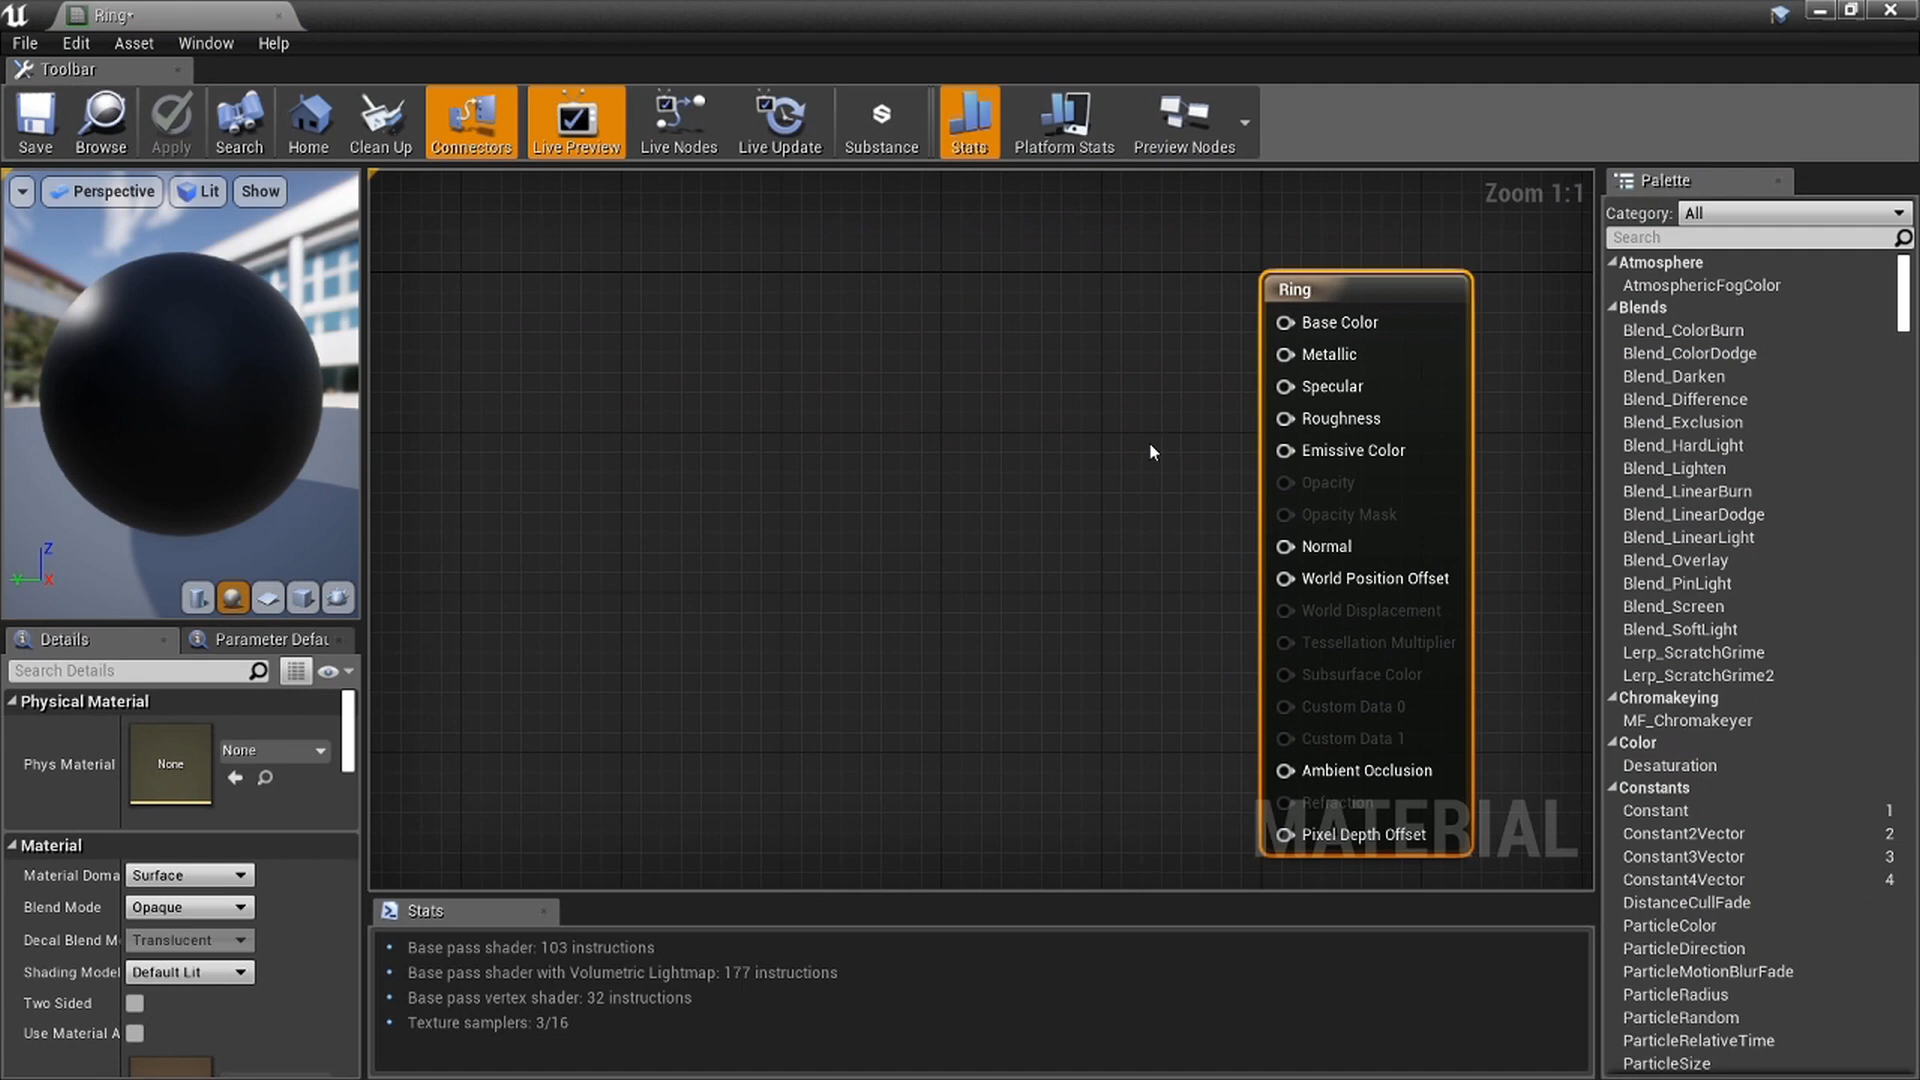 Ring*
File Edit Asset Window Help
Toolbar
Save Browse Apply Search Home Clean Up Connectors Live Preview Live Nodes Live Update Substance Stats Platform Stats Preview Nodes
Perspective Lit Show
Z
Y X
Zoom 1:1
Ring
Base Color
Metallic
Specular
Roughness
Emissive Color
Opacity
Opacity Mask
Normal
World Position Offset
World Displacement
Tessellation Multiplier
Subsurface Color
Custom Data 0
Custom Data 1
Ambient Occlusion
Refraction
Pixel Depth Offset
MATERIAL
Details Parameter Defau
Search Details
Physical Material
Phys Material None None
Material
Material Doma Surface
Blend Mode Opaque
Decal Blend M Translucent
Shading Model Default Lit
Two Sided
Use Material A
Stats
Base pass shader: 103 instructions
Base pass shader with Volumetric Lightmap: 177 instructions
Base pass vertex shader: 32 instructions
Texture samplers: 3/16
Palette
Category: All
Search
Atmosphere
AtmosphericFogColor
Blends
Blend_ColorBurn
Blend_ColorDodge
Blend_Darken
Blend_Difference
Blend_Exclusion
Blend_HardLight
Blend_Lighten
Blend_LinearBurn
Blend_LinearDodge
Blend_LinearLight
Blend_Overlay
Blend_PinLight
Blend_Screen
Blend_SoftLight
Lerp_ScratchGrime
Lerp_ScratchGrime2
Chromakeying
MF_Chromakeyer
Color
Desaturation
Constants
Constant 1
Constant2Vector 2
Constant3Vector 3
Constant4Vector 4
DistanceCullFade
ParticleColor
ParticleDirection
ParticleMotionBlurFade
ParticleRadius
ParticleRandom
ParticleRelativeTime
ParticleSize